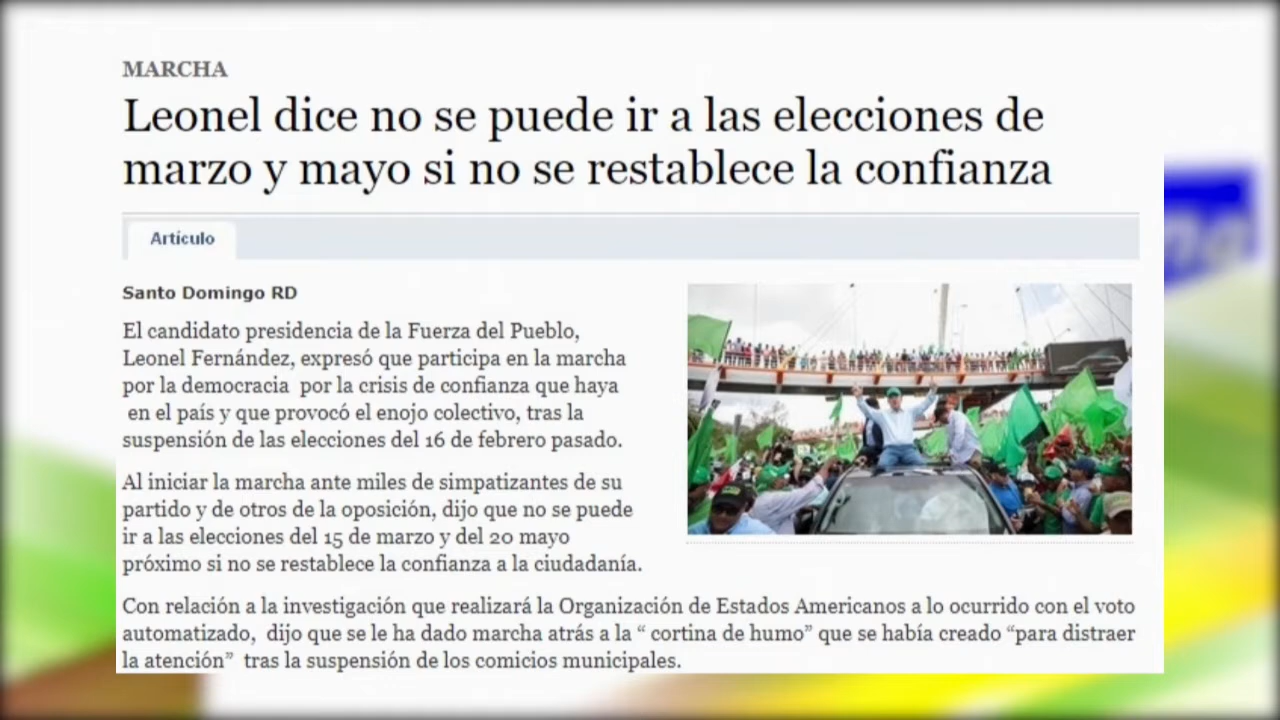 MARCHA
Leonel dice no se puede ir a las elecciones de
marzo y mayo si no se restablece la confianza
Artículo
Santo Domingo RD
El candidato presidencia de la Fuerza del Pueblo,
Leonel Fernández, expresó que participa en la marcha
por la democracia  por la crisis de confianza que haya
en el país y que provocó el enojo colectivo, tras la
suspensión de las elecciones del 16 de febrero pasado.
Al iniciar la marcha ante miles de simpatizantes de su
partido y de otros de la oposición, dijo que no se puede
ir a las elecciones del 15 de marzo y del 20 mayo
próximo si no se restablece la confianza a la ciudadanía.
Con relación a la investigación que realizará la Organización de Estados Americanos a lo ocurrido con el voto
automatizado,  dijo que se le ha dado marcha atrás a la “ cortina de humo” que se había creado “para distraer
la atención”  tras la suspensión de los comicios municipales.